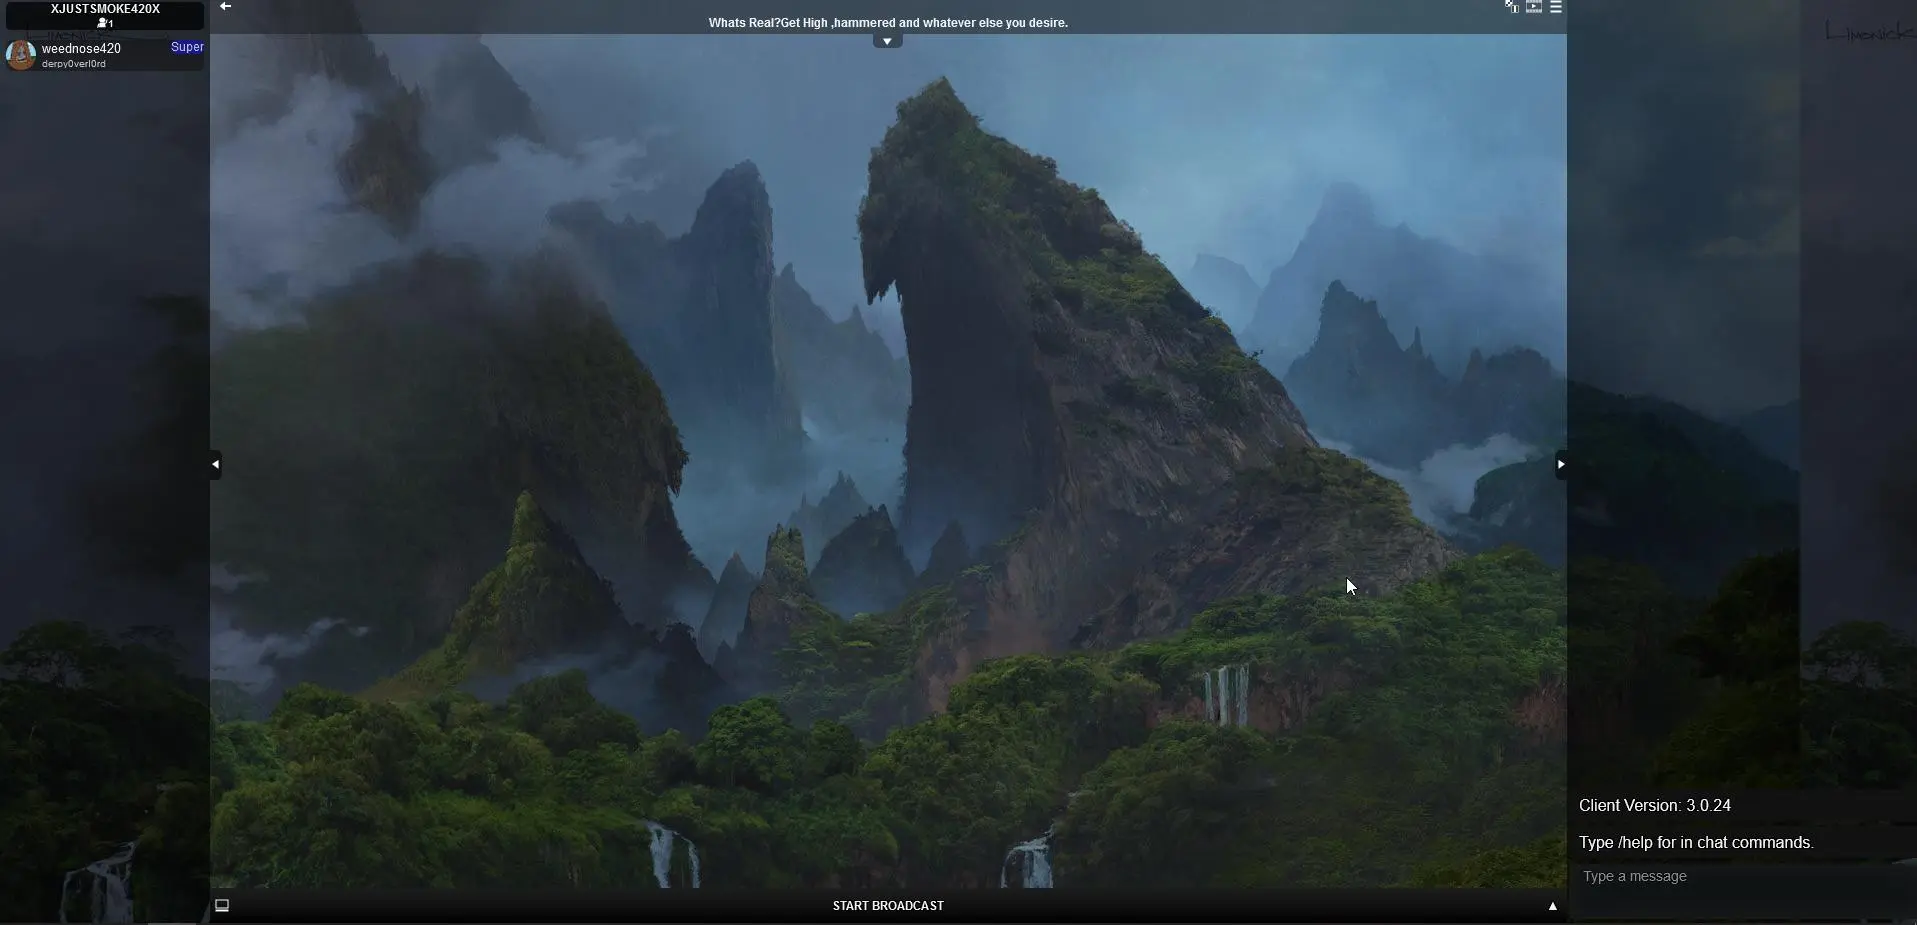 XJUSTSMOKE420X
1
weednose420
Super
derpy0verl0rd
Whats Real?Get High ,hammered and whatever else you desire.
Client Version: 3.0.24
Type /help for in chat commands.
Type a message
START BROADCAST